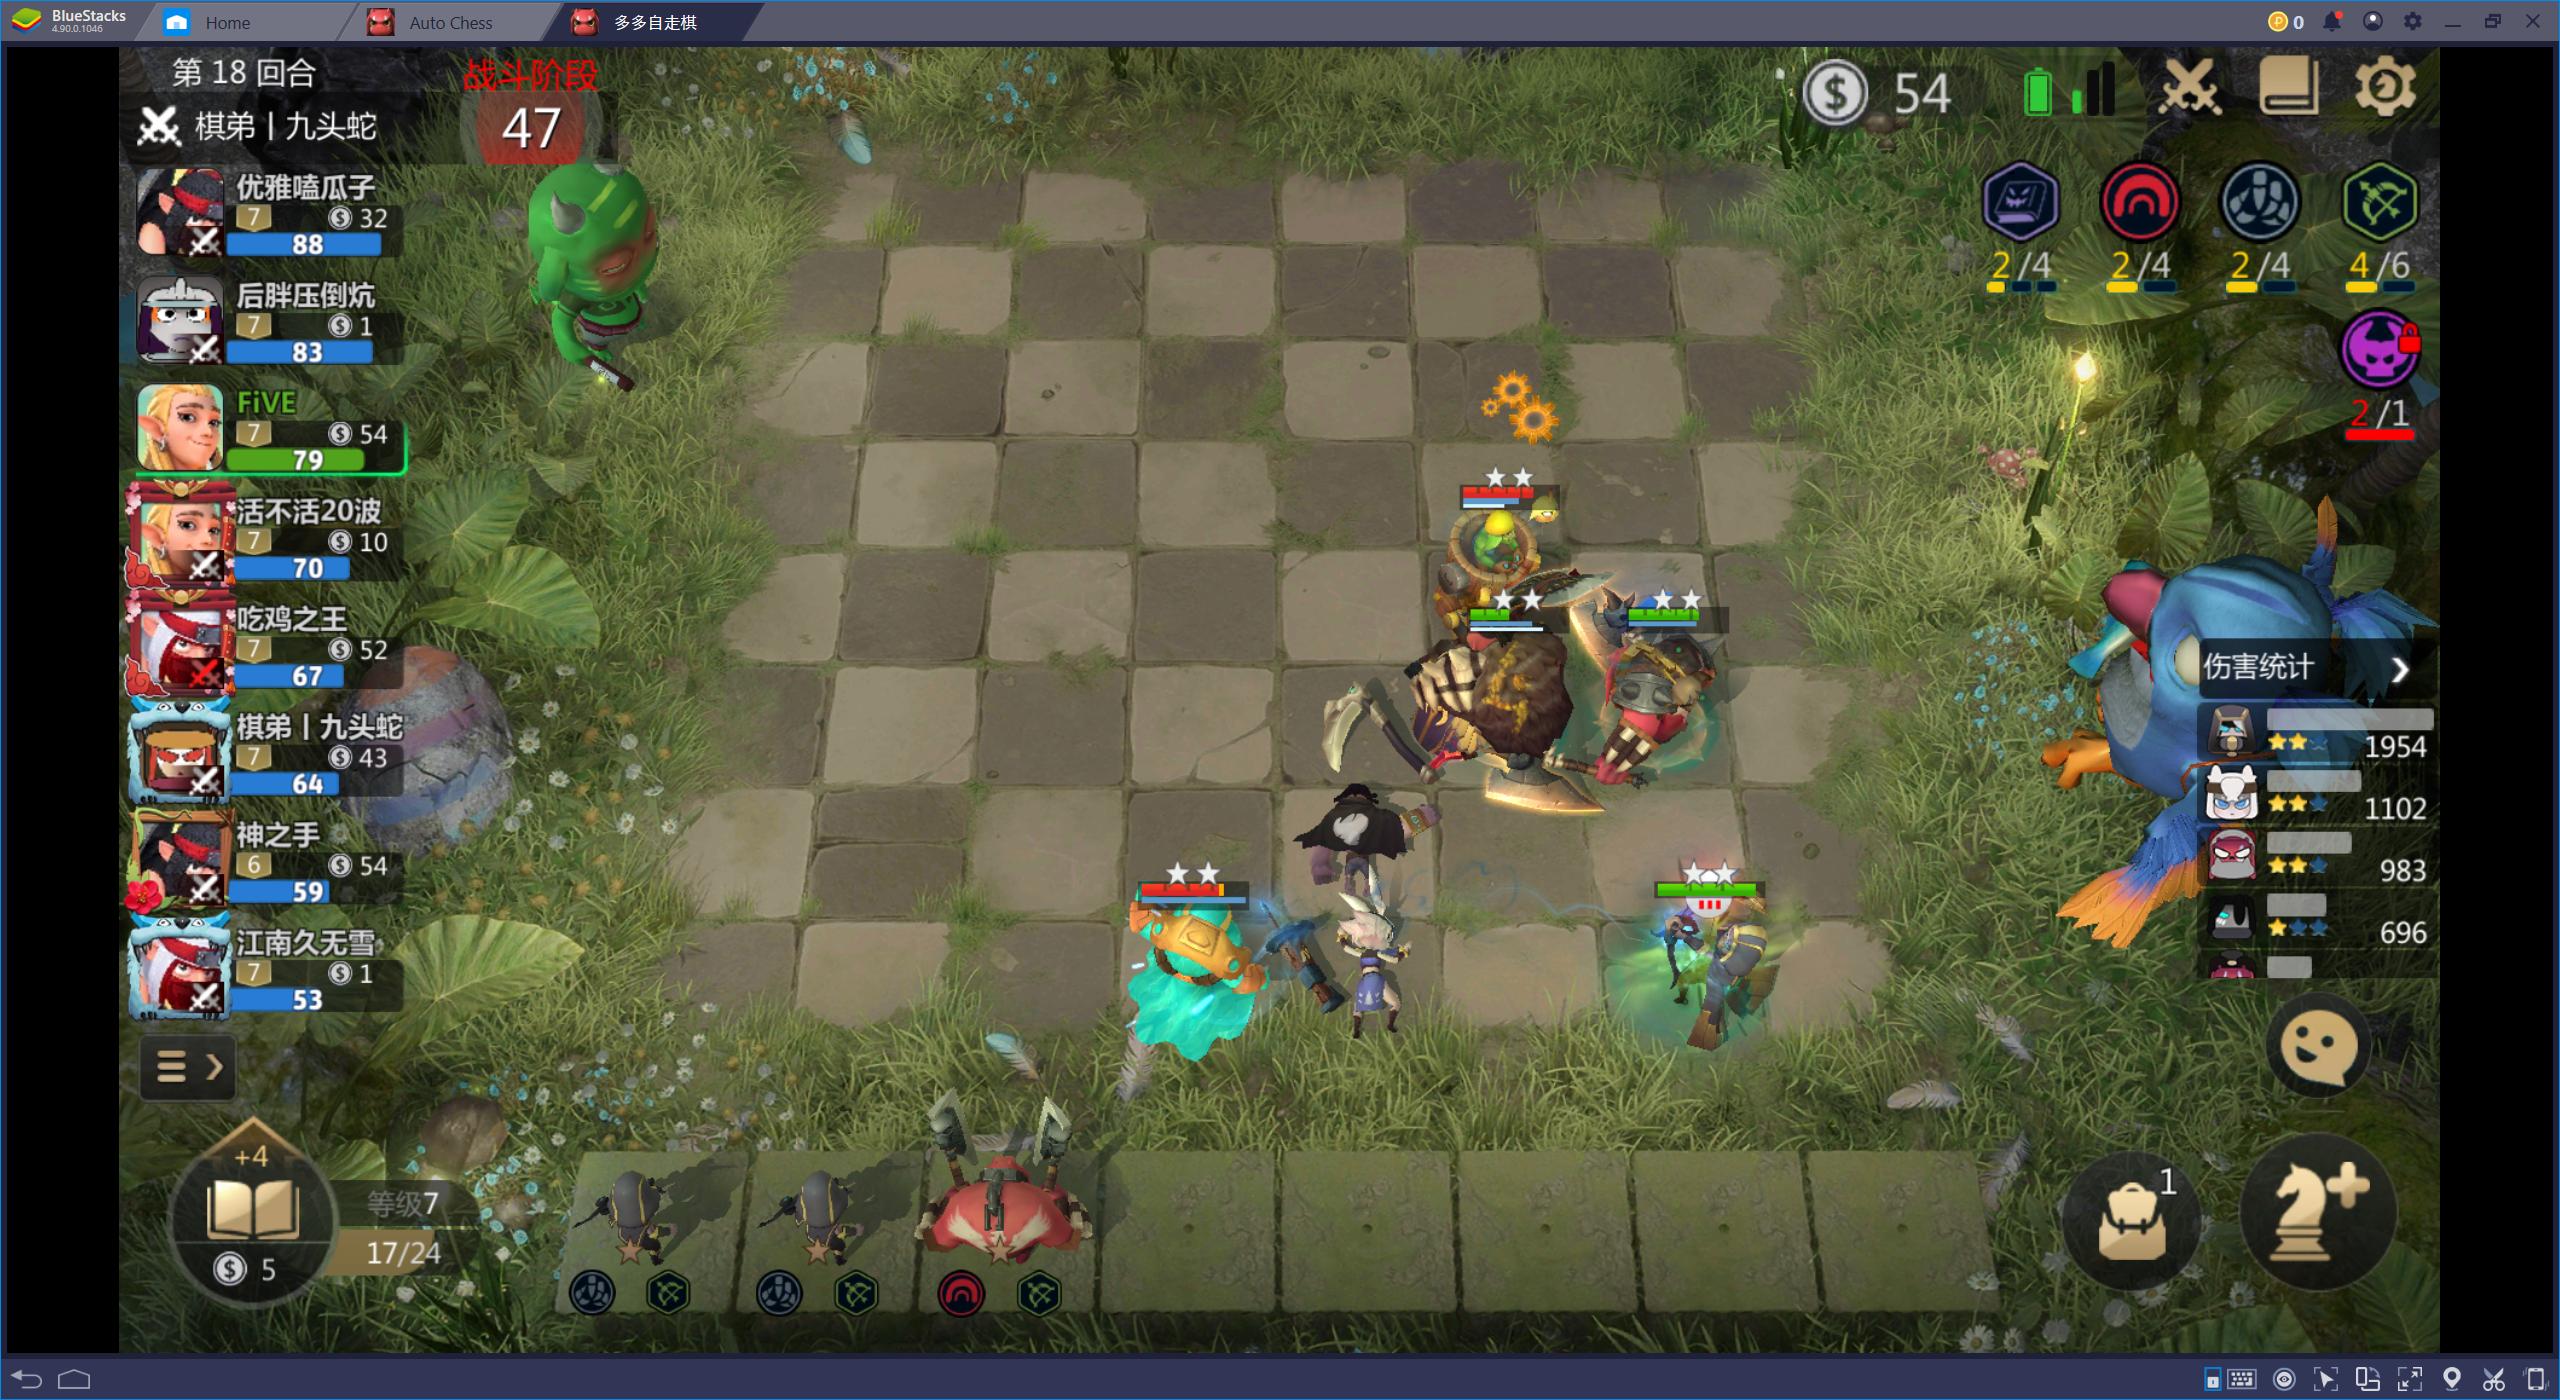 BlueStacks
4.90.0.1046
Home
Auto Chess
多多自走棋
0
第 18 回合
战斗阶段
棋弟丨九头蛇
47
54
优雅嗑瓜子
7
32
88
后胖压倒炕
7
1
83
FiVE
7
54
79
活不活20波
7
10
70
吃鸡之王
7
52
67
棋弟丨九头蛇
7
43
64
神之手
6
54
59
江南久无雪
7
1
53
2/4
2/4
2/4
4/6
2/1
伤害统计
1954
1102
983
696
+4
等级7
17/24
5
1